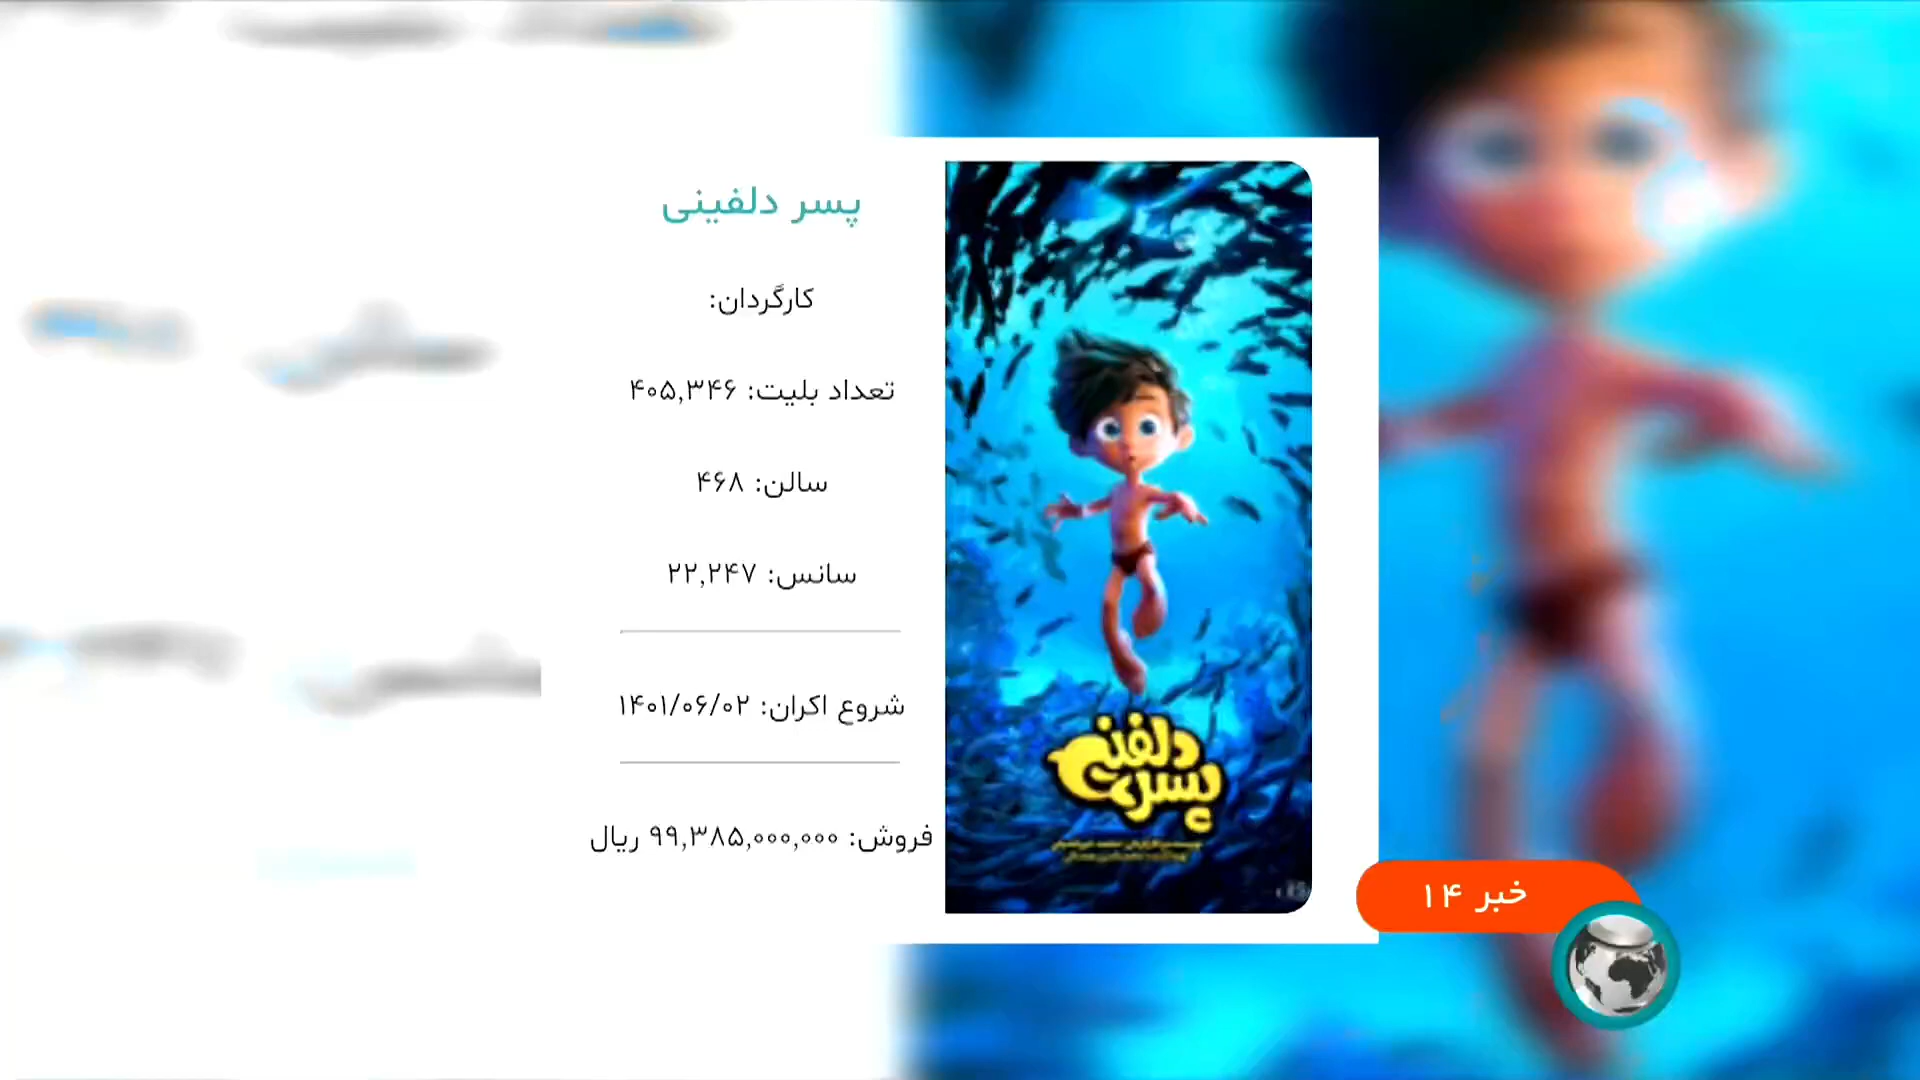 پسر دلفینی
کارگردان:
تعداد بلیت: ۴۰۵,۳۴۶
سالن: ۴۶۸
سانس: ۲۲,۲۴۷
شروع اکران: ۱۴۰۱/۰۶/۰۲
فروش: ۹۹,۳۸۵,۰۰۰,۰۰۰ ریال
پسر دلفینی
خبر ۱۴